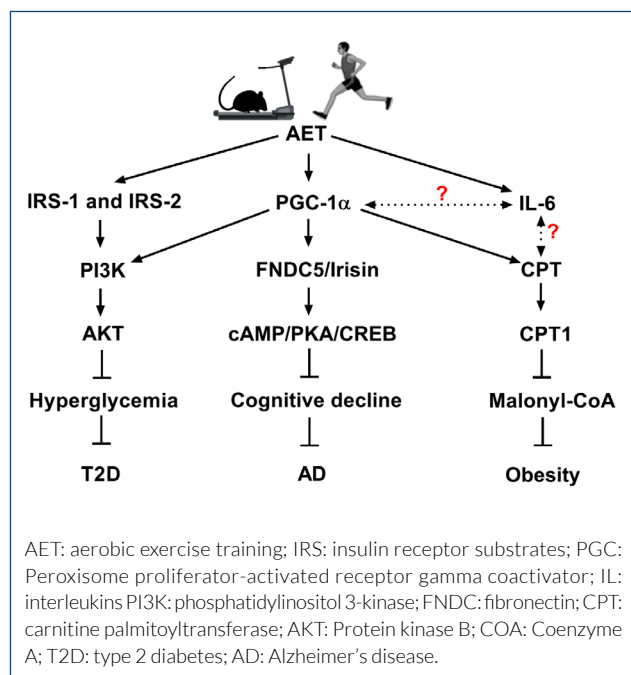 AET
?
IRS-1 and IRS-2 PGC-1α IL-6
?
PI3K FNDC5/Irisin CPT
AKT cAMP/PKA/CREB CPT1
Hyperglycemia Cognitive decline Malonyl-CoA
T2D AD Obesity
AET: aerobic exercise training; IRS: insulin receptor substrates; PGC:
Peroxisome proliferator-activated receptor gamma coactivator; IL:
interleukins PI3K: phosphatidylinositol 3-kinase; FNDC: fibronectin; CPT:
carnitine palmitoyltransferase; AKT: Protein kinase B; COA: Coenzyme
A; T2D: type 2 diabetes; AD: Alzheimer’s disease.